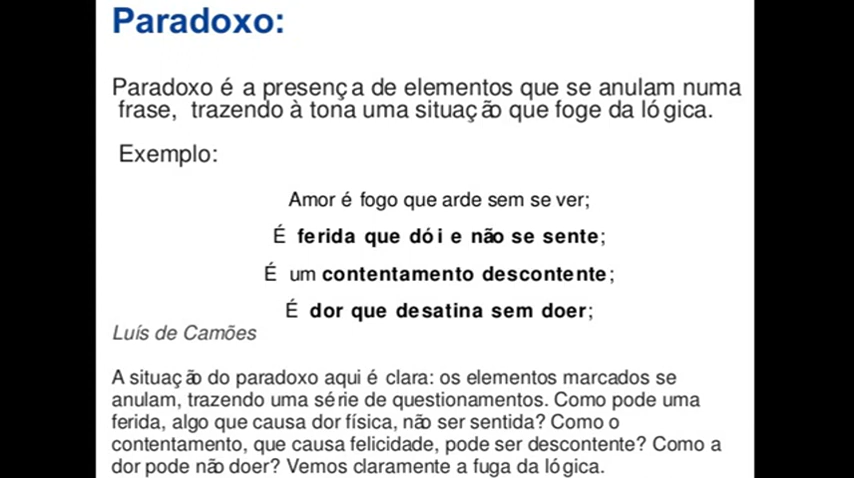 Paradoxo:
Paradoxo é a presença de elementos que se anulam numa
frase, trazendo à tona uma situação que foge da lógica.
Exemplo:
Amor é fogo que arde sem se ver;
É ferida que dói e não se sente;
É um contentamento descontente;
É dor que desatina sem doer;
Luís de Camões
A situação do paradoxo aqui é clara: os elementos marcados se
anulam, trazendo uma série de questionamentos. Como pode uma
ferida, algo que causa dor física, não ser sentida? Como o
contentamento, que causa felicidade, pode ser descontente? Como a
dor pode não doer? Vemos claramente a fuga da lógica.